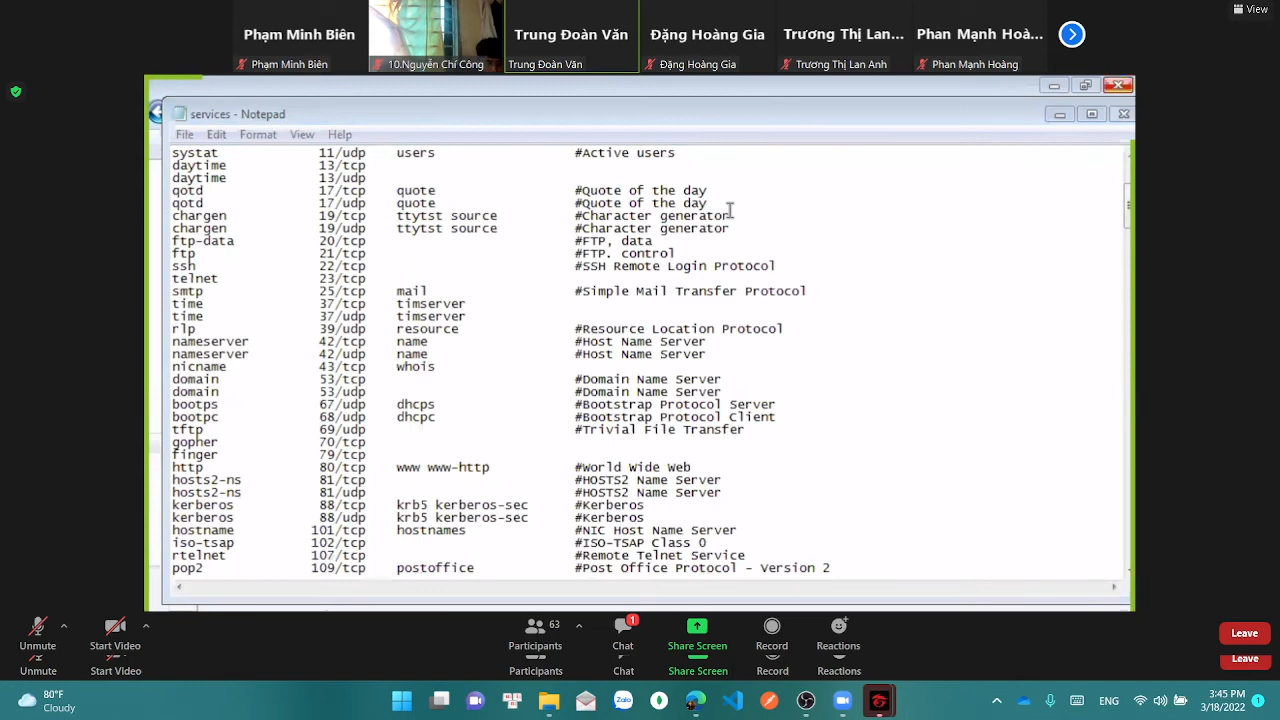 View
Phạm Minh Biên
Trung Đoàn Văn
Đặng Hoàng Gia
Trương Thị Lan...
Phan Mạnh Hoà...
Phạm Minh Biên
10.Nguyễn Chí Công
Trung Đoàn Văn
Đặng Hoàng Gia
Trương Thị Lan Anh
Phan Mạnh Hoàng
services - Notepad
File Edit Format View Help
systat 11/udp users #Active users
daytime 13/tcp
daytime 13/udp
qotd 17/tcp quote #Quote of the day
qotd 17/udp quote #Quote of the day
chargen 19/tcp ttytst source #Character generator
chargen 19/udp ttytst source #Character generator
ftp-data 20/tcp #FTP, data
ftp 21/tcp #FTP. control
ssh 22/tcp #SSH Remote Login Protocol
telnet 23/tcp
smtp 25/tcp mail #Simple Mail Transfer Protocol
time 37/tcp timserver
time 37/udp timserver
rlp 39/udp resource #Resource Location Protocol
nameserver 42/tcp name #Host Name Server
nameserver 42/udp name #Host Name Server
nicname 43/tcp whois
domain 53/tcp #Domain Name Server
domain 53/udp #Domain Name Server
bootps 67/udp dhcps #Bootstrap Protocol Server
bootpc 68/udp dhcpc #Bootstrap Protocol Client
tftp 69/udp #Trivial File Transfer
gopher 70/tcp
finger 79/tcp
http 80/tcp www www-http #World Wide Web
hosts2-ns 81/tcp #HOSTS2 Name Server
hosts2-ns 81/udp #HOSTS2 Name Server
kerberos 88/tcp krb5 kerberos-sec #Kerberos
kerberos 88/udp krb5 kerberos-sec #Kerberos
hostname 101/tcp hostnames #NIC Host Name Server
iso-tsap 102/tcp #ISO-TSAP Class 0
rtelnet 107/tcp #Remote Telnet Service
pop2 109/tcp postoffice #Post Office Protocol - Version 2
63
1
Unmute Start Video Participants Chat Share Screen Record Reactions Leave
Unmute Start Video Participants Chat Share Screen Record Reactions Leave
80°F
Cloudy
Zalo
ENG
3:45 PM
3/18/2022
1